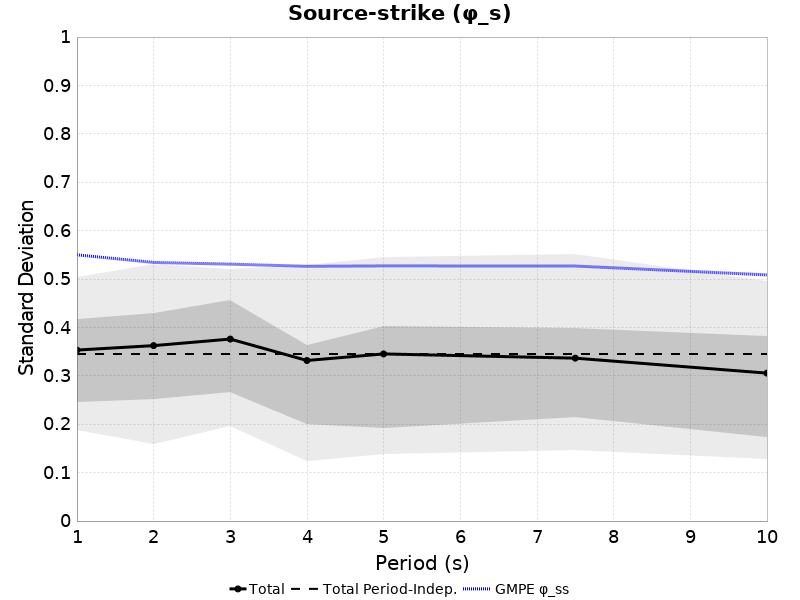 Source-strike (φ_s)
Standard Deviation
1
0.9
0.8
0.7
0.6
0.5
0.4
0.3
0.2
0.1
0
1 2 3 4 5 6 7 8 9 10
Period (s)
Total Total Period-Indep. GMPE φ_ss